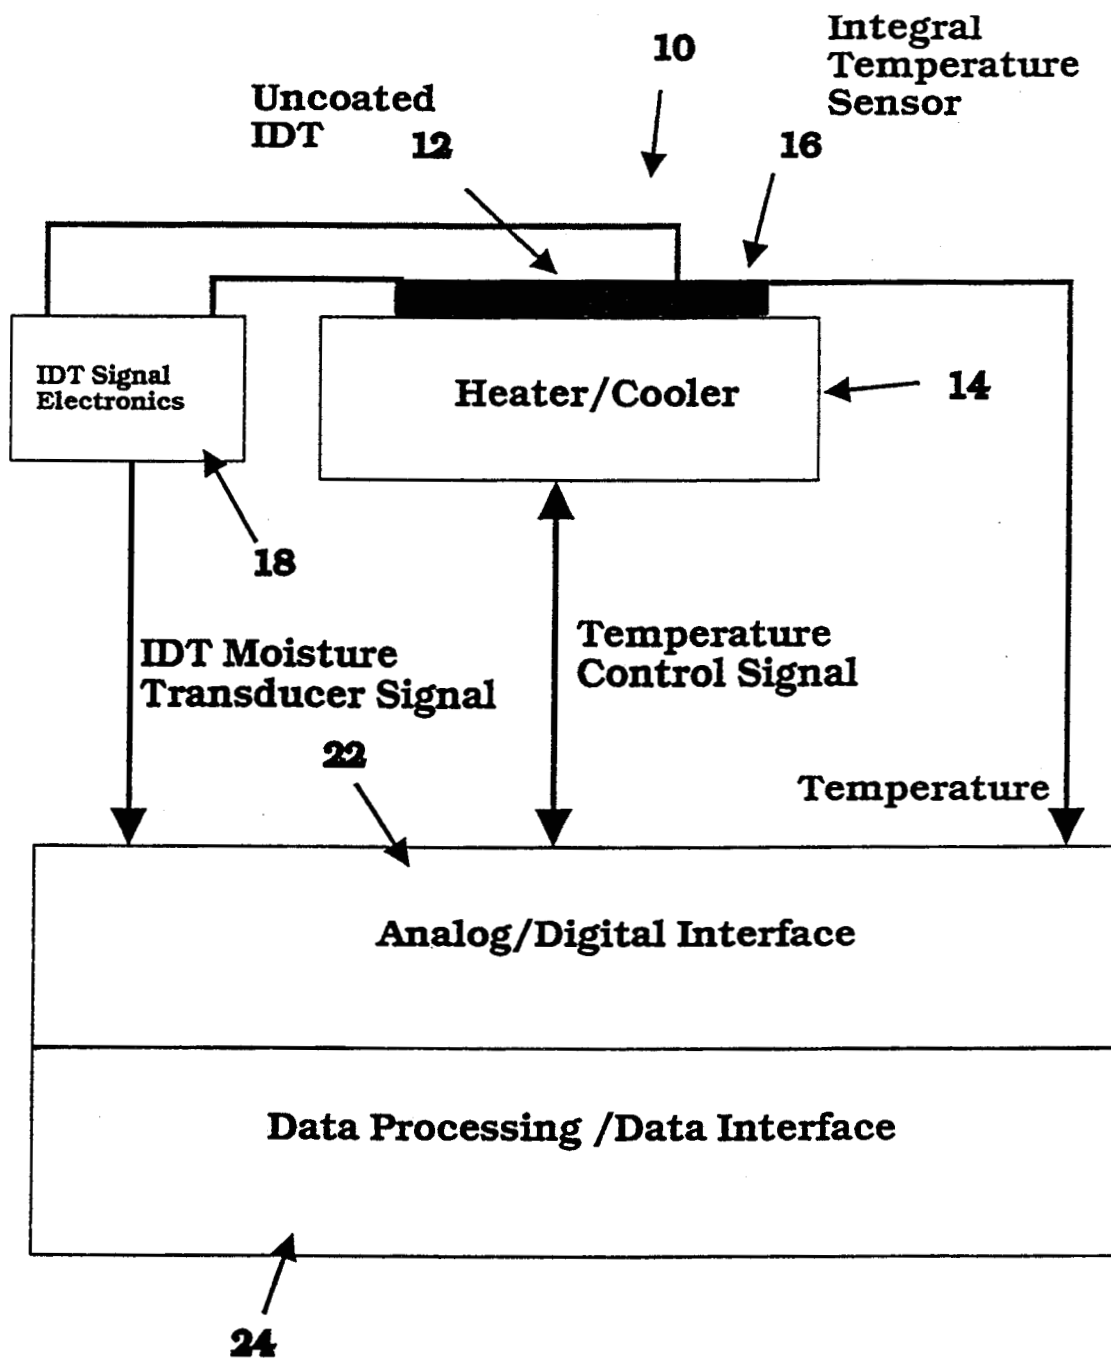 10
Integral
Temperature
Sensor
Uncoated
IDT
12
16
IDT Signal
Electronics
Heater/Cooler
14
18
IDT Moisture
Transducer Signal
Temperature
Control Signal
22
Temperature
Analog/Digital Interface
Data Processing /Data Interface
24